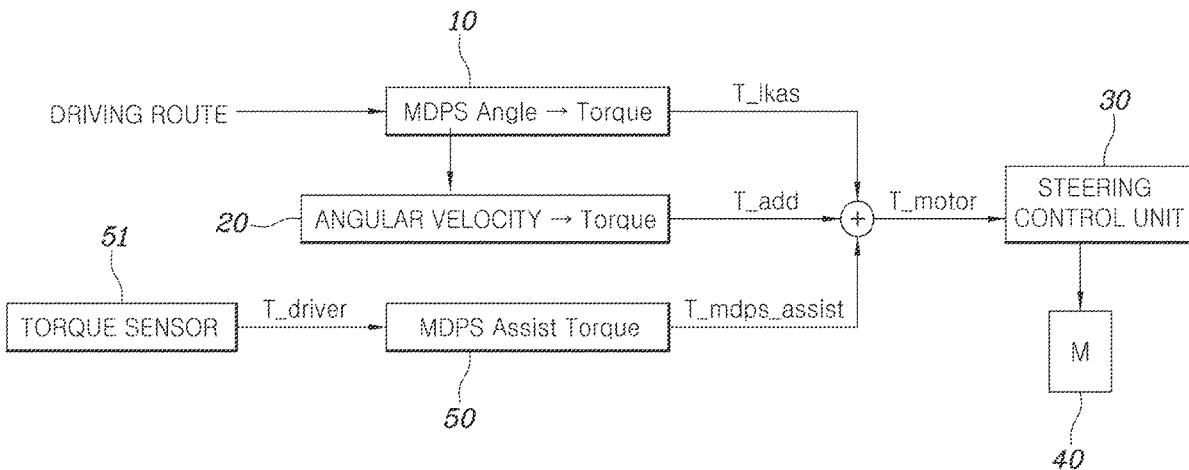 10
DRIVING ROUTE
MDPS Angle → Torque
T_lkas
30
20
ANGULAR VELOCITY → Torque
T_add
T_motor
STEERING
CONTROL UNIT
51
TORQUE SENSOR
T_driver
MDPS Assist Torque
T_mdps_assist
50
M
40